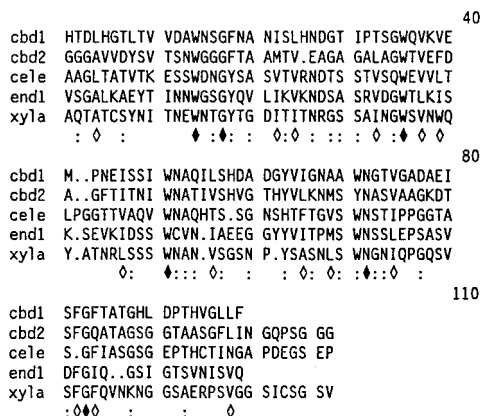 40
cbd1 HTDLHGTLTV VDAWNSGFNA NISLHNDGT IPTSGWQVKVE
cbd2 GGGAVVDYSV TSNWGGGFTA AMTV.EAGA GALAGWTVEFD
cele AAGLTATVTK ESSWDNGYSA SVTVRNDTS STVSQWEVVLT
end1 VSGALKAEYT INNWGSGYQV LIKVKNDSA SRVDGWTLKIS
xyla AQTATCSYNI TNEWNTGYTG DITITNRGS SAINGWSVNWQ
: ◊ : ♦ :♦: ◊:◊: :: : :♦ ◊ :
80
cbd1 M..PNEISSI WNAQILSHDA DGYVIGNAA WNGTVGADAEI
cbd2 A..GFTITNI WNATIVSHVG THYVLKNMS YNASVAAGKDT
cele LPGGTTVAQV WNAQHTS.SG NSHTFTGVS WNSTIPPGGTA
end1 K.SEVKIDSS WCVN.IAEEG GYYVITPMS WNSSLEPSASV
xyla Y.ATNRLSSS WNAN.VSGSN P.YSASNLS WNGNIQPGQSV
◊: ♦::: ◊: : ◊: ◊: :♦:: ◊ :
110
cbd1 SFGFTATGHL DPTHVGLLF
cbd2 SFGQATAGSG GTAASGFLIN GQPSG GG
cele S.GFIASGSG EPTHCTINGA PDEGS EP
end1 DFGIQ..GSI GTSVNISVQ
xyla SFGFQVNKNG GSAERPSVGG SICSG SV
:◊♦◊ : : ◊